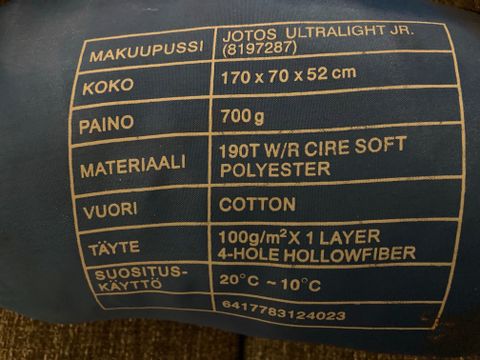 MAKUUPUSSI JOTOS ULTRALIGHT JR.
(8197287)
KOKO 170 x 70 x 52 cm
PAINO 700 g
MATERIAALI 190T W/R CIRE SOFT
POLYESTER
VUORI COTTON
TÄYTE 100g/m² X 1 LAYER
4-HOLE HOLLOWFIBER
SUOSITUS-
KÄYTTÖ 20°C ~ 10°C
6417783124023